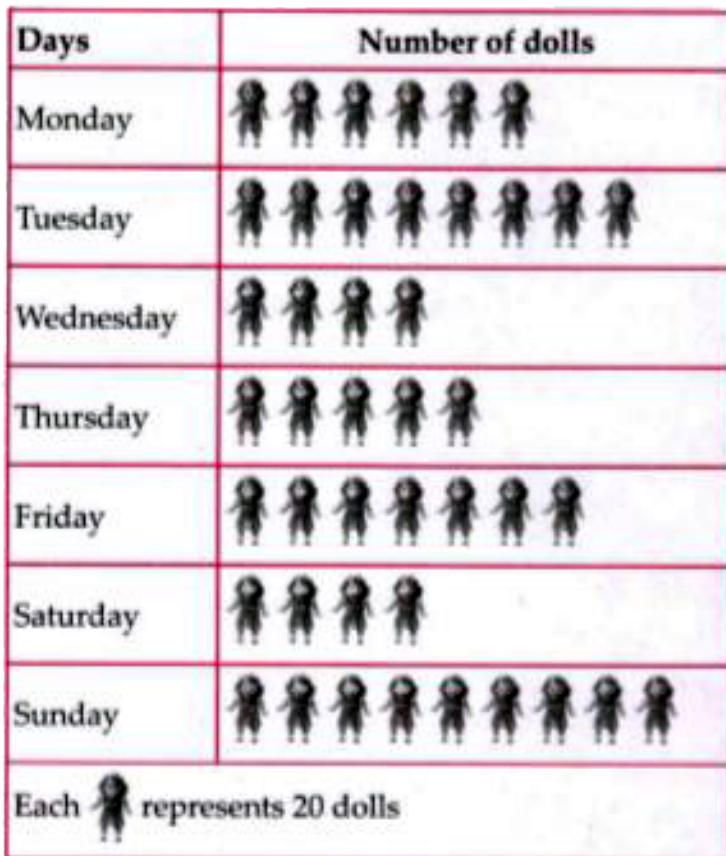 Days Number of dolls
Monday
Tuesday
Wednesday
Thursday
Friday
Saturday
Sunday
Each represents 20 dolls